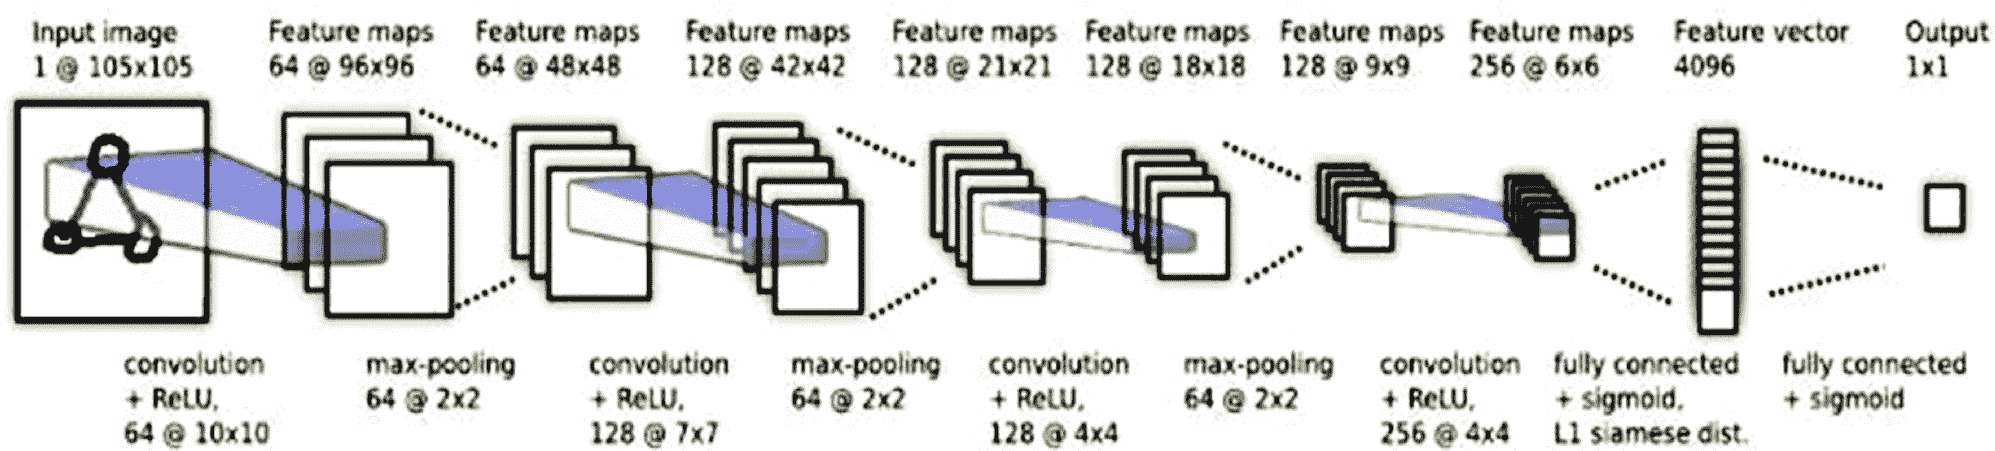 Input image
1 @ 105x105
Feature maps
64 @ 96x96
Feature maps
64 @ 48x48
Feature maps
128 @ 42x42
Feature maps
128 @ 21x21
Feature maps
128 @ 18x18
Feature maps
128 @ 9x9
Feature maps
256 @ 6x6
Feature vector
4096
Output
1x1
convolution
+ ReLU,
64 @ 10x10
max-pooling
64 @ 2x2
convolution
+ ReLU,
128 @ 7x7
max-pooling
64 @ 2x2
convolution
+ ReLU,
128 @ 4x4
max-pooling
64 @ 2x2
convolution
+ ReLU,
256 @ 4x4
fully connected
+ sigmoid,
L1 siamese dist.
fully connected
+ sigmoid